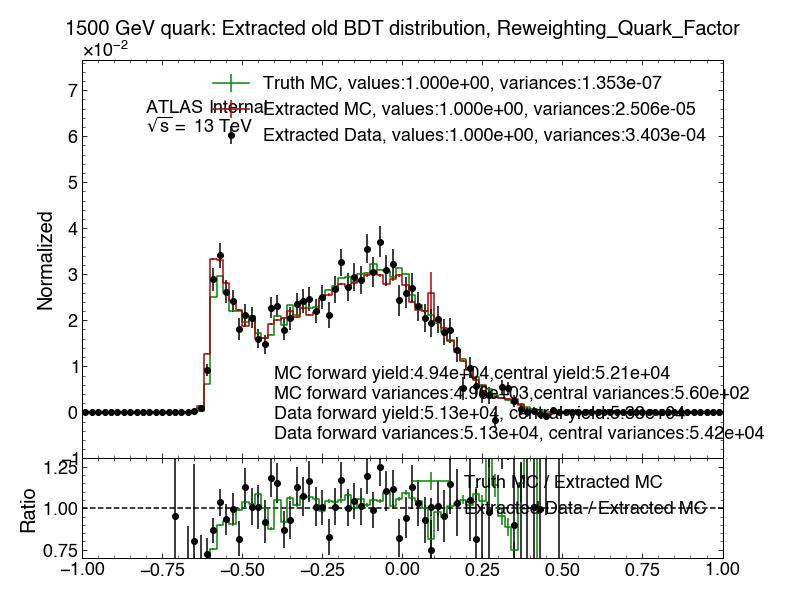 1500 GeV quark: Extracted old BDT distribution, Reweighting_Quark_Factor
×10⁻²
Truth MC, values:1.000e+00, variances:1.353e-07
ATLAS Internal
Extracted MC, values:1.000e+00, variances:2.506e-05
√s = 13 TeV
Extracted Data, values:1.000e+00, variances:3.403e-04
7
6
5
4
3
2
1
0
−1
Normalized
MC forward yield:4.94e+04,central yield:5.21e+04
MC forward variances:4.98e+03,central variances:5.60e+02
Data forward yield:5.13e+04, central
Data forward variances:5.13e+04, central variances:5.42e+04
1.25
1.00
0.75
Ratio
Truth MC / Extracted MC
Extracted Data / Extracted MC
−1.00 −0.75 −0.50 −0.25 0.00 0.25 0.50 0.75 1.00